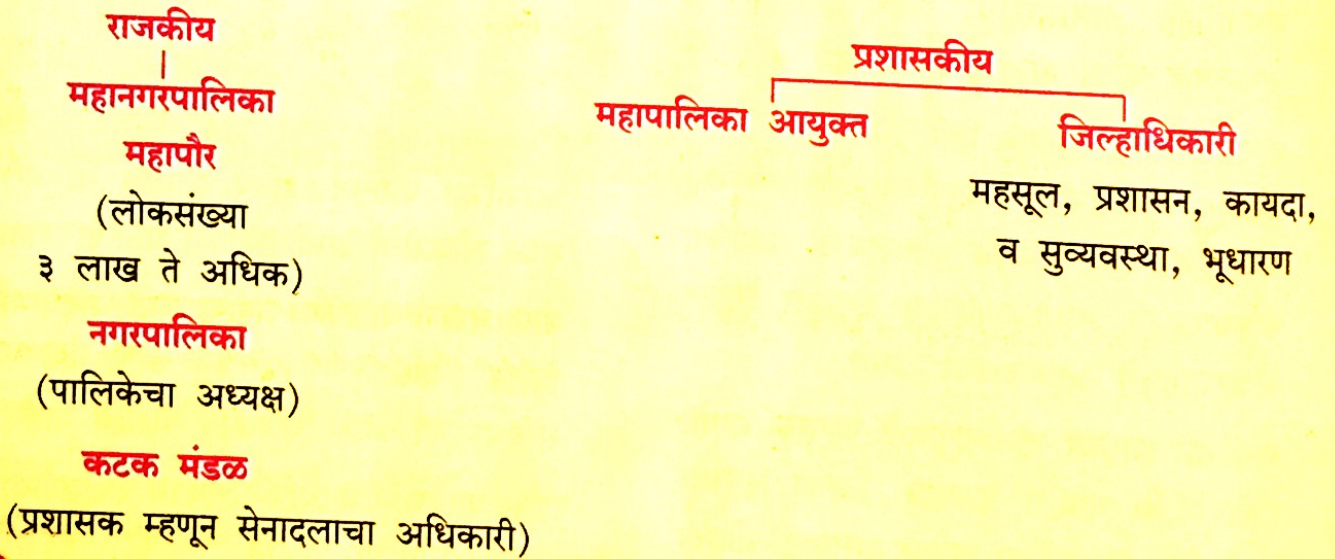 राजकीय
महानगरपालिका
महापौर
(लोकसंख्या
३ लाख ते अधिक)
नगरपालिका
(पालिकेचा अध्यक्ष)
कटक मंडळ
(प्रशासक म्हणून सेनादलाचा अधिकारी)
प्रशासकीय
महापालिका आयुक्त
जिल्हाधिकारी
महसूल, प्रशासन, कायदा,
व सुव्यवस्था, भूधारण